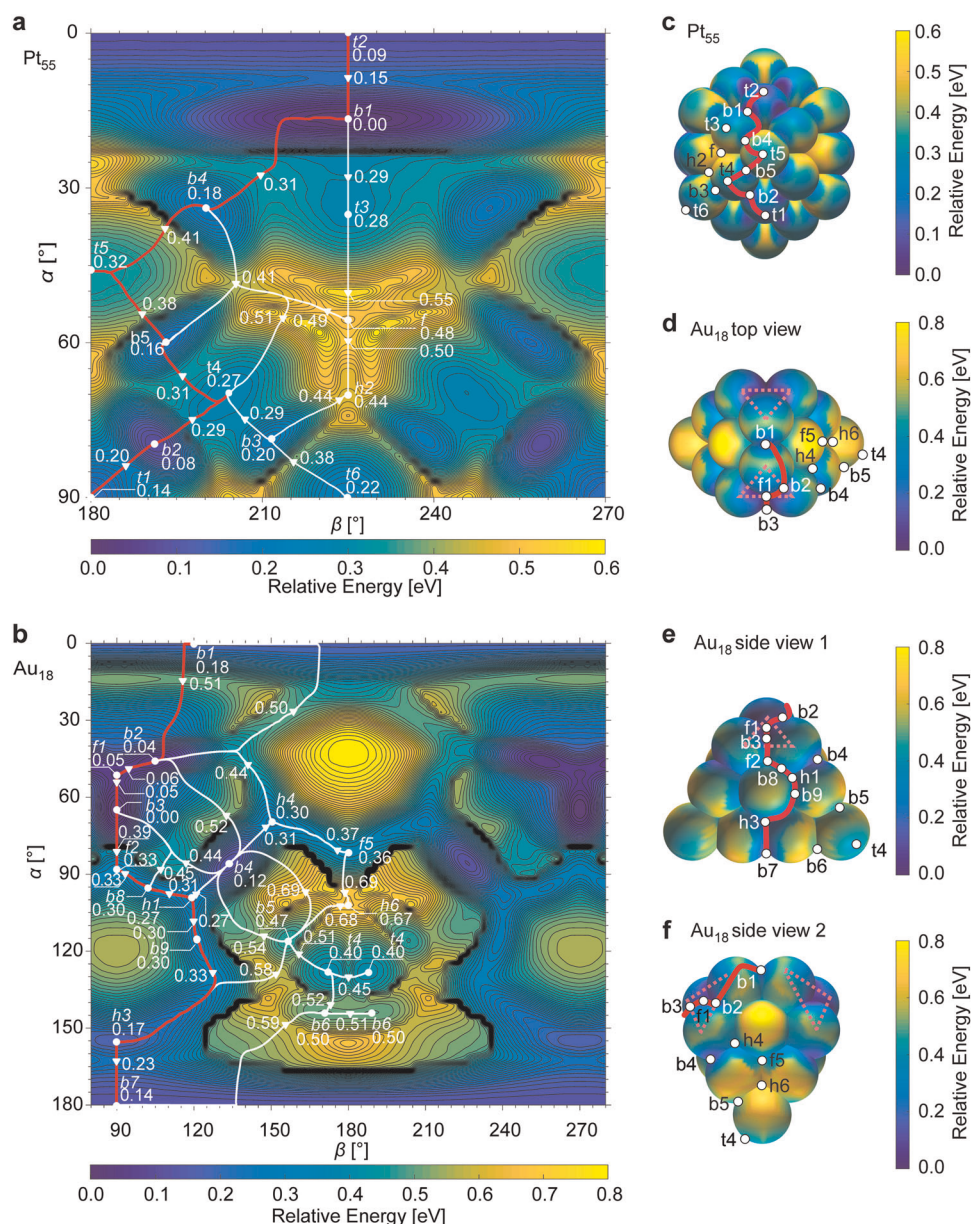 a
Pt55
0
30
60
90
α [°]
180
210
240
270
β [°]
t2
0.09
0.15
b1
0.00
0.31
b4
0.18
0.29
t3
0.28
0.41
t5
0.32
0.41
0.38
0.55
0.51
0.49
f
0.48
0.50
b5
0.16
t4
0.27
0.31
h2
0.44
0.44
0.29
0.29
b3
0.20
b2
0.08
0.20
0.38
t1
0.14
t6
0.22
0.0
0.1
0.2
0.3
0.4
0.5
0.6
Relative Energy [eV]
b
Au18
0
30
60
90
120
150
180
α [°]
90
120
150
180
210
240
270
β [°]
b1
0.18
0.51
0.50
b2
0.04
f1
0.05
0.06
0.05
0.44
b3
0.00
h4
0.30
0.52
0.31
0.37
f5
0.36
0.39
f2
0.33
0.44
0.45
b4
0.12
0.33
b8
0.30
0.31
h1
0.27
0.27
0.30
b9
0.30
0.69
0.69
b5
0.47
h6
0.67
0.68
0.51
0.54
t4
0.40
t4
0.40
0.45
0.33
0.58
0.52
b6
0.50
0.51
b6
0.50
0.59
h3
0.17
0.23
b7
0.14
0.0
0.1
0.2
0.3
0.4
0.5
0.6
0.7
0.8
Relative Energy [eV]
c
Pt55
t2
b1
t3
b4
f
t5
h2
t4
b5
b3
b2
t6
t1
0.6
0.5
0.4
0.3
0.2
0.1
0.0
Relative Energy [eV]
d
Au18 top view
b1
f5
h6
h4
t4
b5
f1
b2
b4
b3
0.8
0.6
0.4
0.2
0.0
Relative Energy [eV]
e
Au18 side view 1
b2
f1
b3
b4
f2
b8
h1
b9
b5
h3
t4
b7
b6
0.8
0.6
0.4
0.2
0.0
Relative Energy [eV]
f
Au18 side view 2
b1
b3
f1
b2
h4
b4
f5
h6
b5
t4
0.8
0.6
0.4
0.2
0.0
Relative Energy [eV]